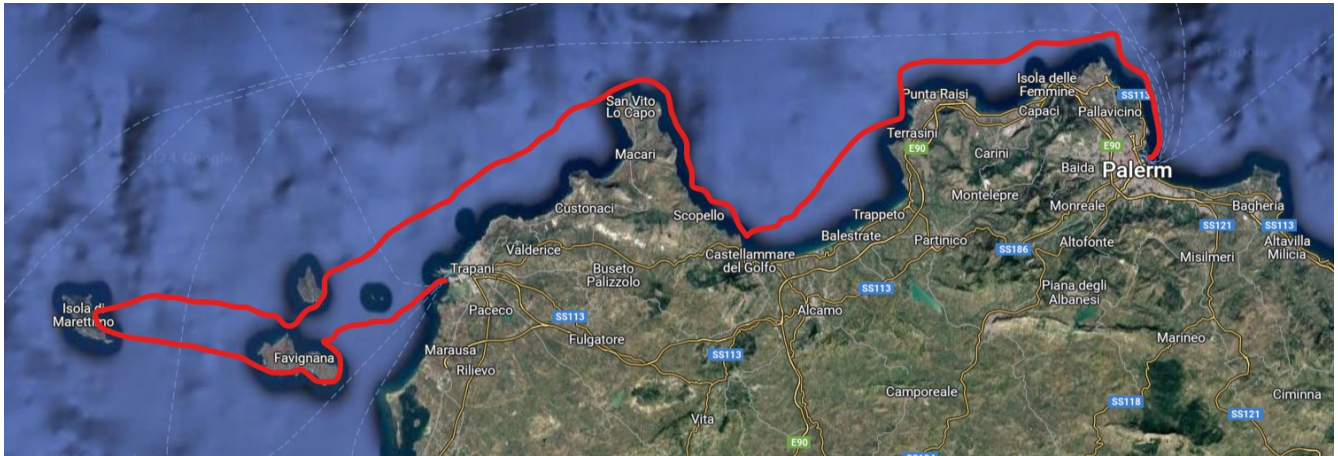 San Vito
Lo Capo
Macari
Custonaci
Scopello
Valderice
Trapani
Buseto
Palizzolo
Castellammare
del Golfo
Paceco
SS113
Fulgatore
Marausa
Rilievo
SS113
Vita
Isola di
Marettimo
Favignana
Punta Raisi
Terrasini
E90
Isola delle
Femmine
Capaci
SS113
Pallavicino
Carini
E90
Baida
Palerm
Montelepre
Monreale
Bagheria
Trappeto
Balestrate
Partinico
SS186
Altofonte
SS121
SS113
Altavilla
Milicia
Misilmeri
Piana degli
Albanesi
SS113
Alcamo
Marineo
Camporeale
SS118
SS121
Ciminna
E90